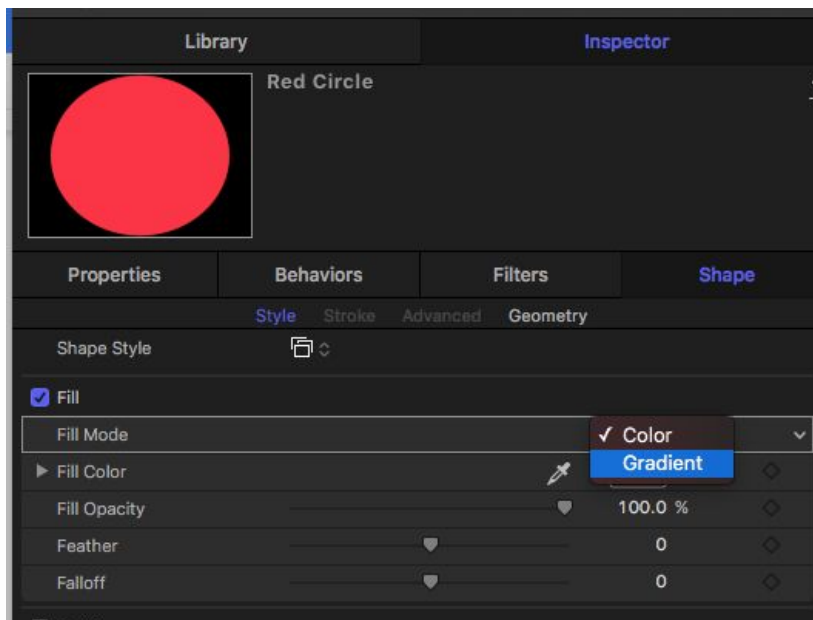 Library Inspector
Red Circle
Properties Behaviors Filters Shape
Style Stroke Advanced Geometry
Shape Style
Fill
Fill Mode ✓ Color
Gradient
Fill Color
Fill Opacity 100.0 %
Feather 0
Falloff 0